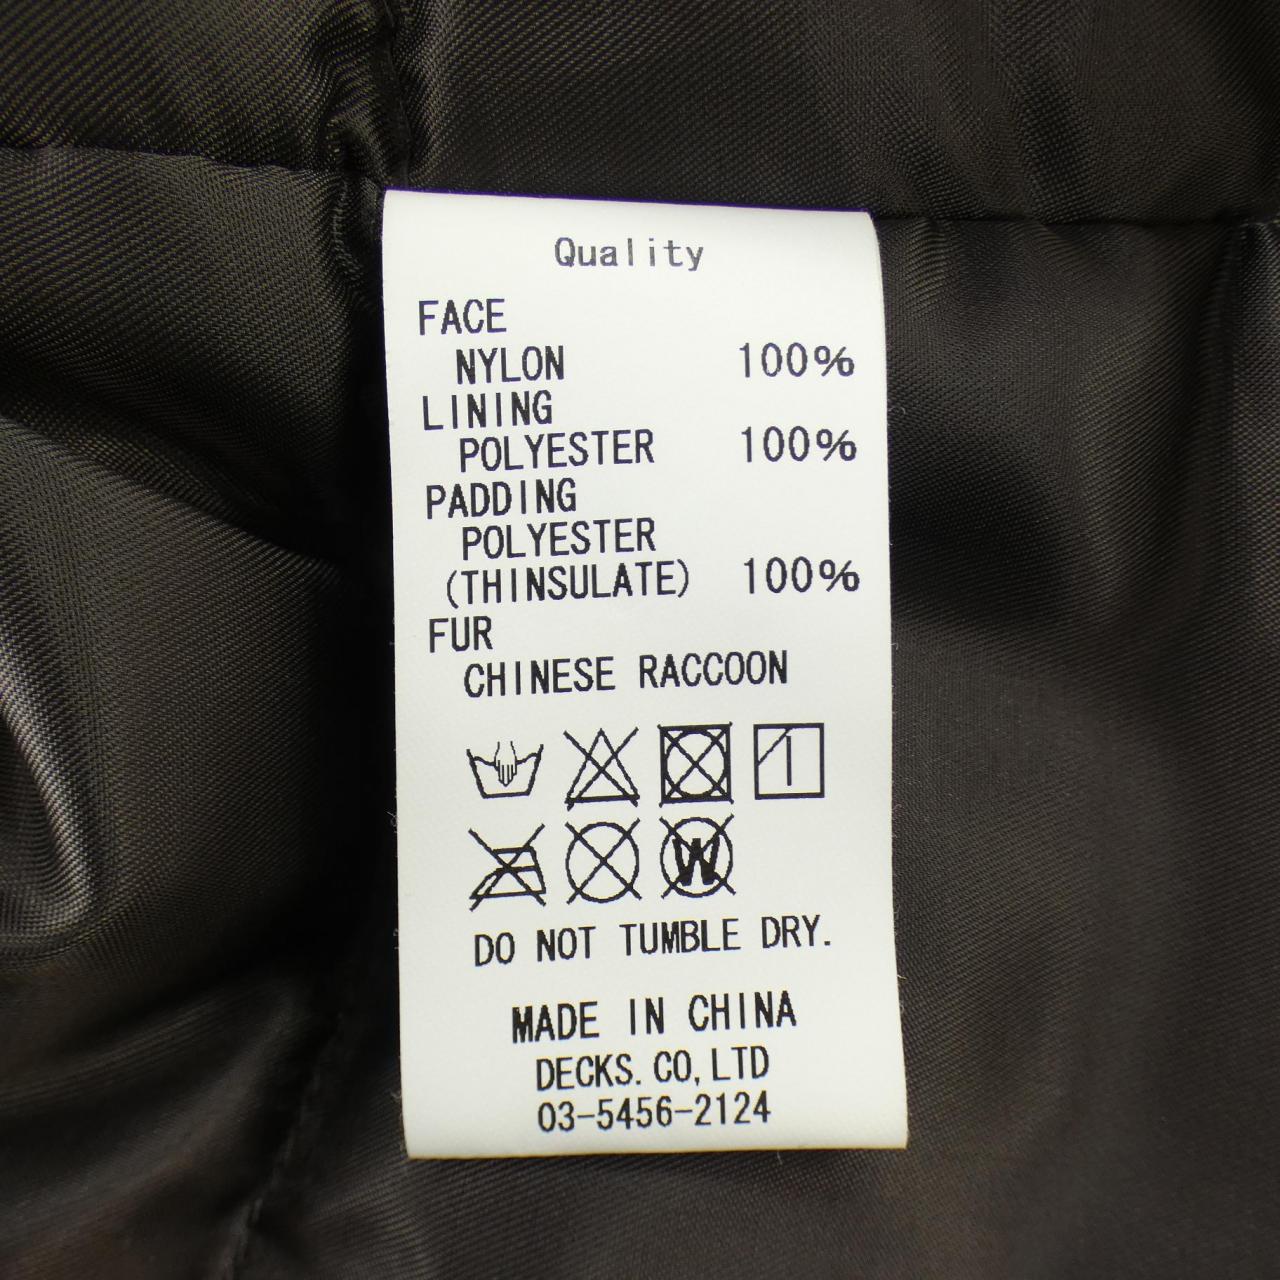 Quality
FACE
NYLON 100%
LINING
POLYESTER 100%
PADDING
POLYESTER
(THINSULATE) 100%
FUR
CHINESE RACCOON
W
DO NOT TUMBLE DRY.
MADE IN CHINA
DECKS.CO,LTD
03-5456-2124